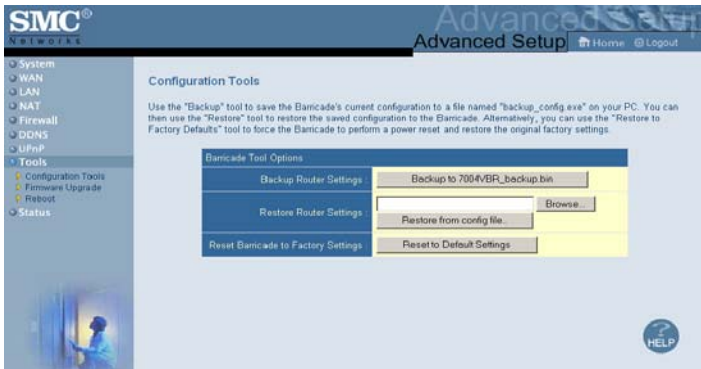 SMC®
Networks
Advanced Setup
Advanced Setup
Home
Logout
System
WAN
LAN
NAT
Firewall
DDNS
UPnP
Tools
Configuration Tools
Firmware Upgrade
Reboot
Status
Configuration Tools
Use the "Backup" tool to save the Barricade's current configuration to a file named "backup_config.exe" on your PC. You can
then use the "Restore" tool to restore the saved configuration to the Barricade. Alternatively, you can use the "Restore to
Factory Defaults" tool to force the Barricade to perform a power reset and restore the original factory settings.
Barricade Tool Options
Backup Router Settings :
Backup to 7004VBR_backup.bin
Restore Router Settings :
Browse...
Restore from config file..
Reset Barricade to Factory Settings :
Reset to Default Settings
?
HELP